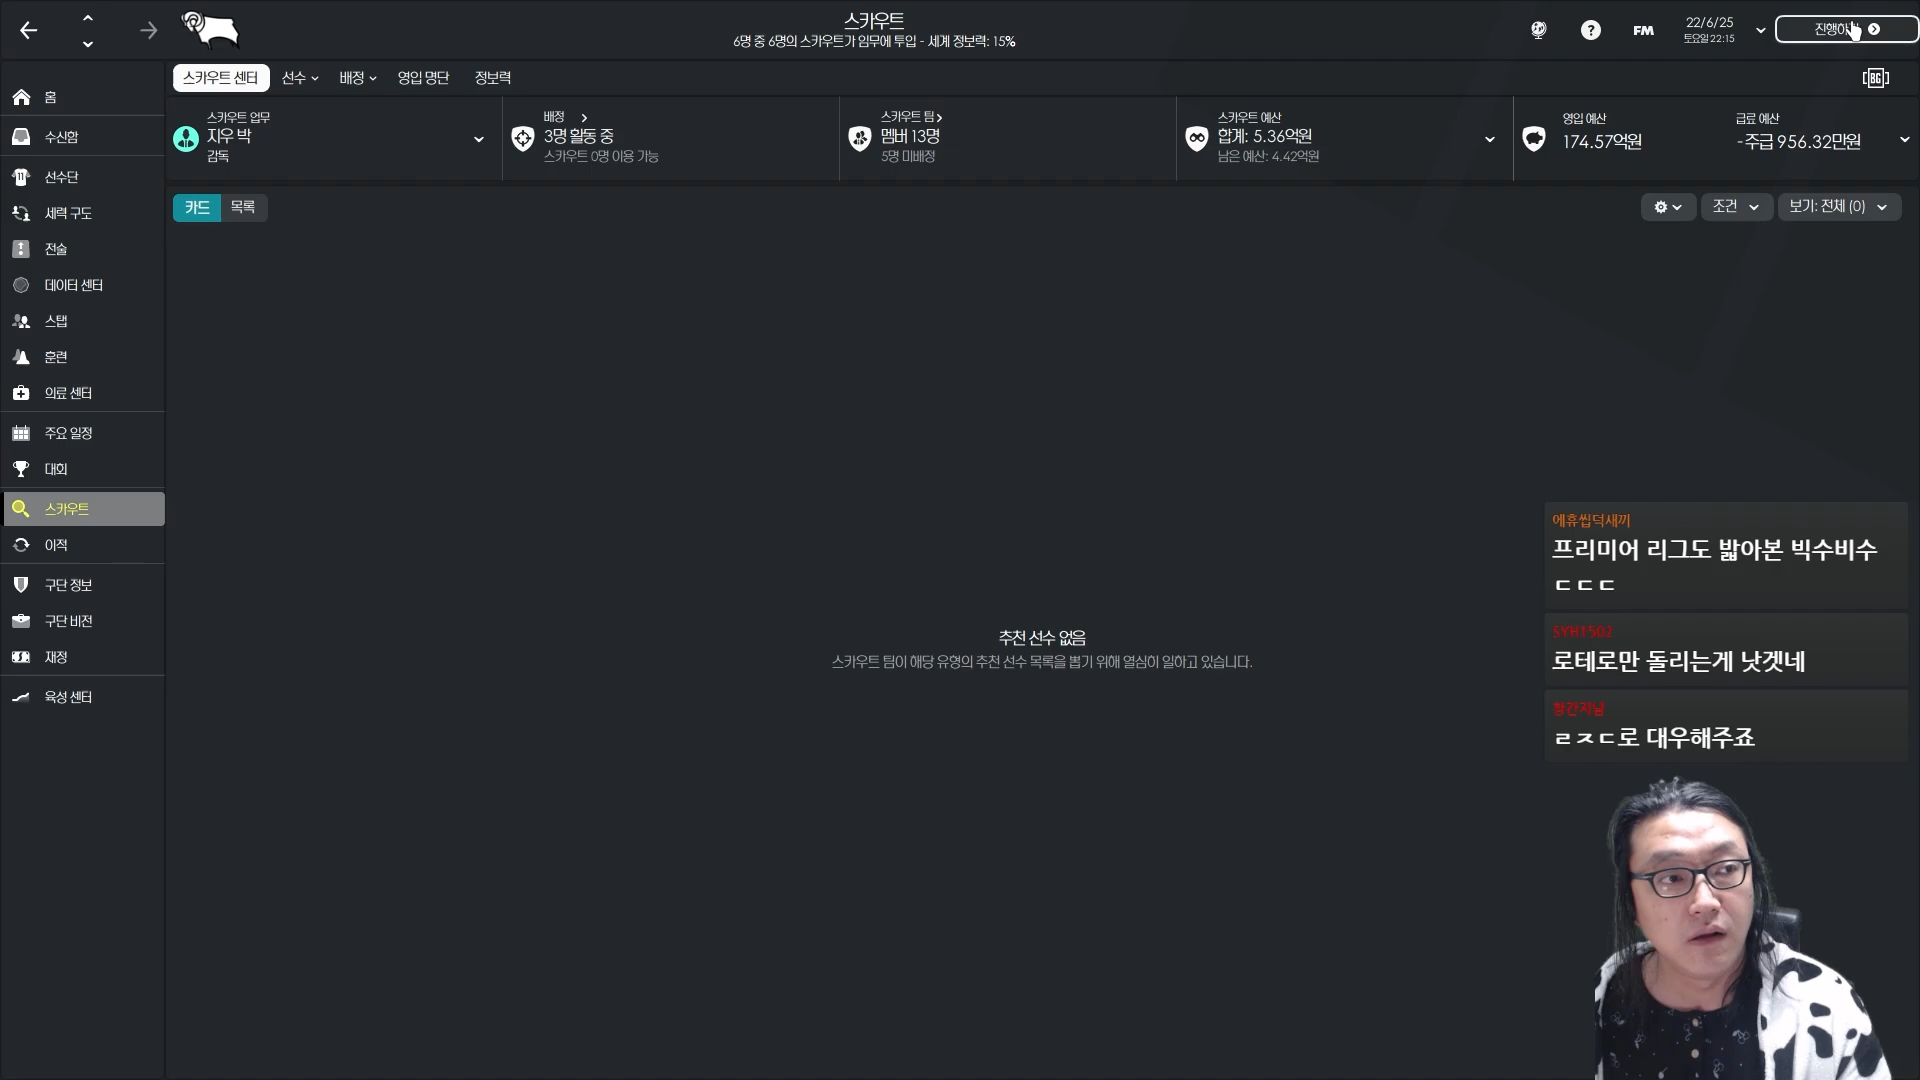 스카우트
6명 중 6명의 스카우트가 임무에 투입 - 세계 정보력: 15%
?
FM
22/6/25
토요일 22:15
스카우트 센터
선수
배정
영입 명단
정보력
BG
스카우트 업무
지우 박
감독
배정
3명 활동 중
스카우트 0명 이용 가능
스카우트 팀
멤버 13명
5명 미배정
스카우트 예산
합계: 5.36억원
남은 예산: 4.42억원
영입 예산
174.57억원
급료 예산
-주급 956.32만원
카드
목록
조건
보기: 전체 (0)
홈
수신함
선수단
세력 구도
전술
데이터 센터
스탭
훈련
의료 센터
주요 일정
대회
스카우트
이적
구단 정보
구단 비전
재정
육성 센터
추천 선수 없음
스카우트 팀이 해당 유형의 추천 선수 목록을 뽑기 위해 열심히 일하고 있습니다.
에휴씹덕새끼
프리미어 리그도 밟아본 빅수비수
ㄷㄷㄷ
SYH1502
로테로만 돌리는게 낫겟네
황간지남
ㄹㅈㄷ로 대우해주죠